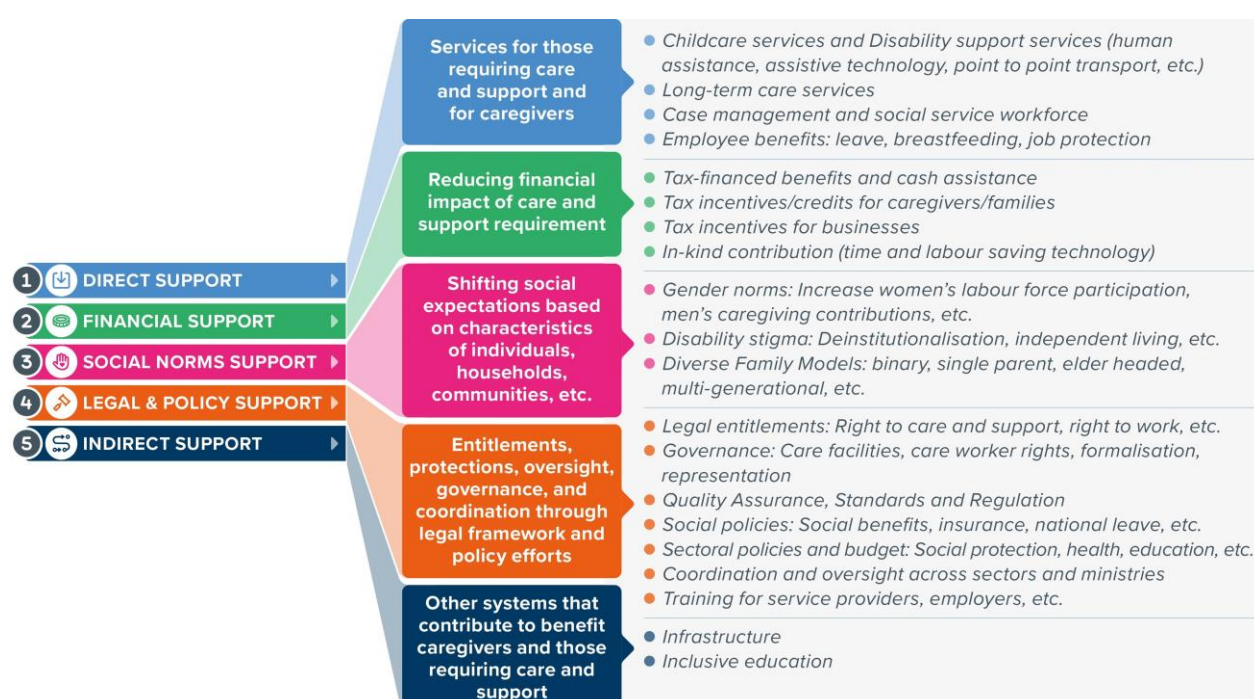 1 DIRECT SUPPORT
2 FINANCIAL SUPPORT
3 SOCIAL NORMS SUPPORT
4 LEGAL & POLICY SUPPORT
5 INDIRECT SUPPORT
Services for those
requiring care
and support and
for caregivers
Childcare services and Disability support services (human
assistance, assistive technology, point to point transport, etc.)
Long-term care services
Case management and social service workforce
Employee benefits: leave, breastfeeding, job protection
Reducing financial
impact of care and
support requirement
Tax-financed benefits and cash assistance
Tax incentives/credits for caregivers/families
Tax incentives for businesses
In-kind contribution (time and labour saving technology)
Shifting social
expectations based
on characteristics
of individuals,
households,
communities, etc.
Gender norms: Increase women’s labour force participation,
men’s caregiving contributions, etc.
Disability stigma: Deinstitutionalisation, independent living, etc.
Diverse Family Models: binary, single parent, elder headed,
multi-generational, etc.
Entitlements,
protections, oversight,
governance, and
coordination through
legal framework and
policy efforts
Legal entitlements: Right to care and support, right to work, etc.
Governance: Care facilities, care worker rights, formalisation,
representation
Quality Assurance, Standards and Regulation
Social policies: Social benefits, insurance, national leave, etc.
Sectoral policies and budget: Social protection, health, education, etc.
Coordination and oversight across sectors and ministries
Training for service providers, employers, etc.
Other systems that
contribute to benefit
caregivers and those
requiring care and
support
Infrastructure
Inclusive education